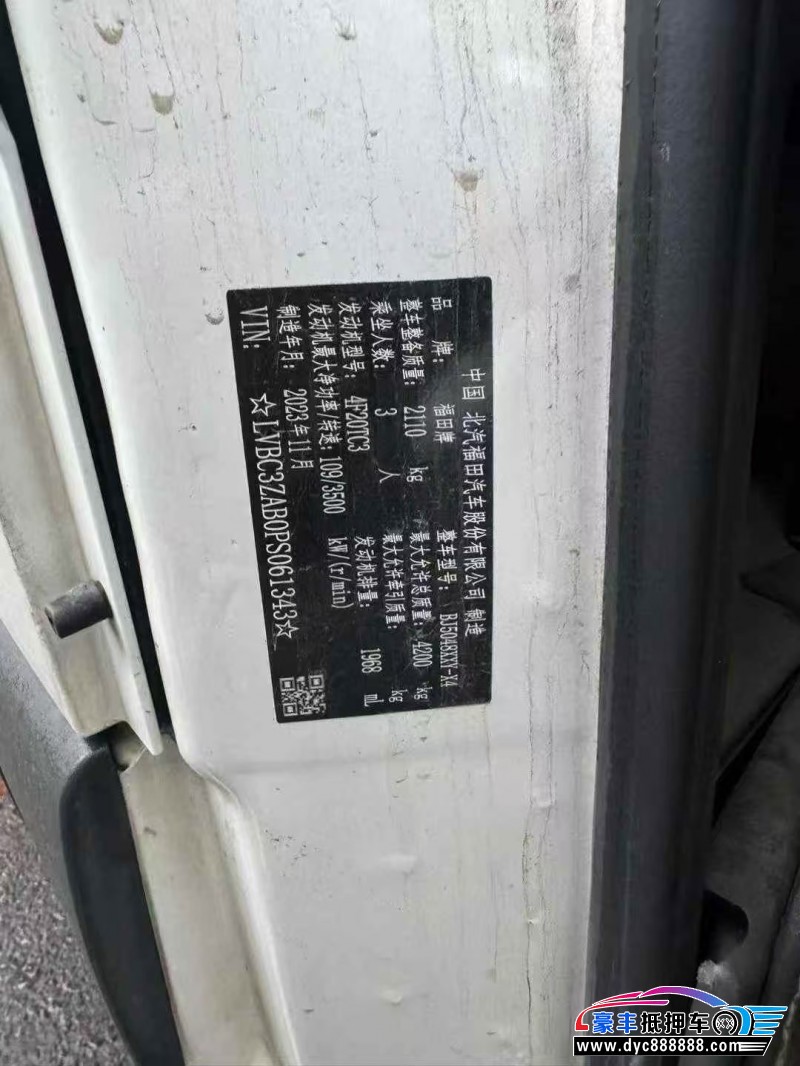 中国 北汽福田汽车股份有限公司 制造
品 牌： 福田牌 整车型号： BJ5048XXY-X4
整车整备质量： 2110 kg 最大允许总质量： 4200 kg
乘坐人数： 3 人 最大允许牵引质量： kg
发动机型号： 4F20TC3 发动机排量： 1968 mL
发动机最大净功率/转速： 109/3500 kW(r/min)
制造年月： 2023年11月
VIN： ☆LVBC3ZAB0PS061343☆
豪丰抵押车
www.dyc888888.com